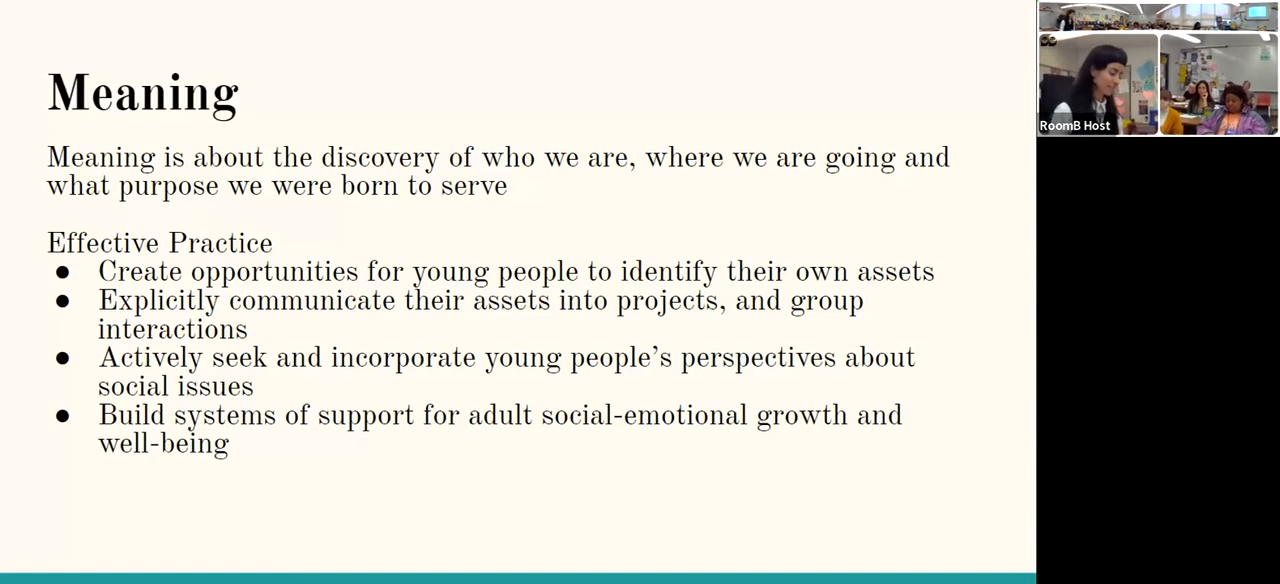 Meaning
Meaning is about the discovery of who we are, where we are going and
what purpose we were born to serve
Effective Practice
● Create opportunities for young people to identify their own assets
● Explicitly communicate their assets into projects, and group
interactions
● Actively seek and incorporate young people’s perspectives about
social issues
● Build systems of support for adult social-emotional growth and
well-being
RoomB Host